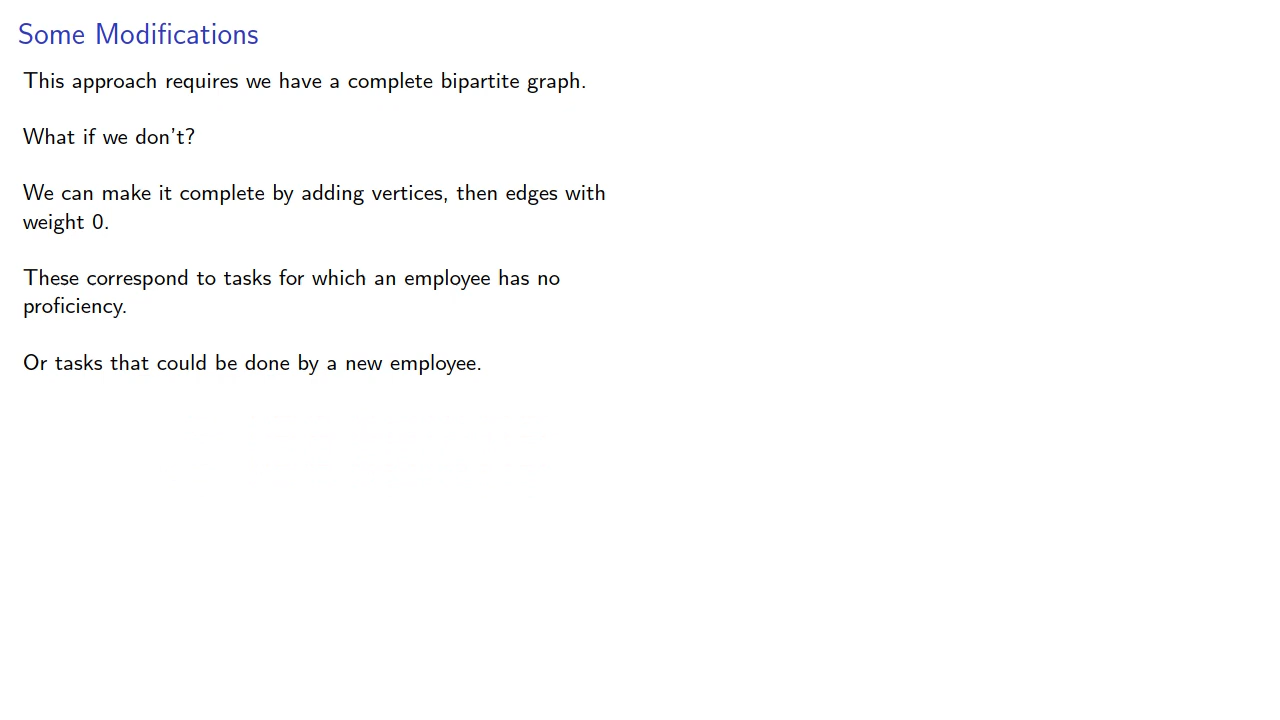 Some Modifications
This approach requires we have a complete bipartite graph.
What if we don't?
We can make it complete by adding vertices, then edges with
weight 0.
These correspond to tasks for which an employee has no
proficiency.
Or tasks that could be done by a new employee.